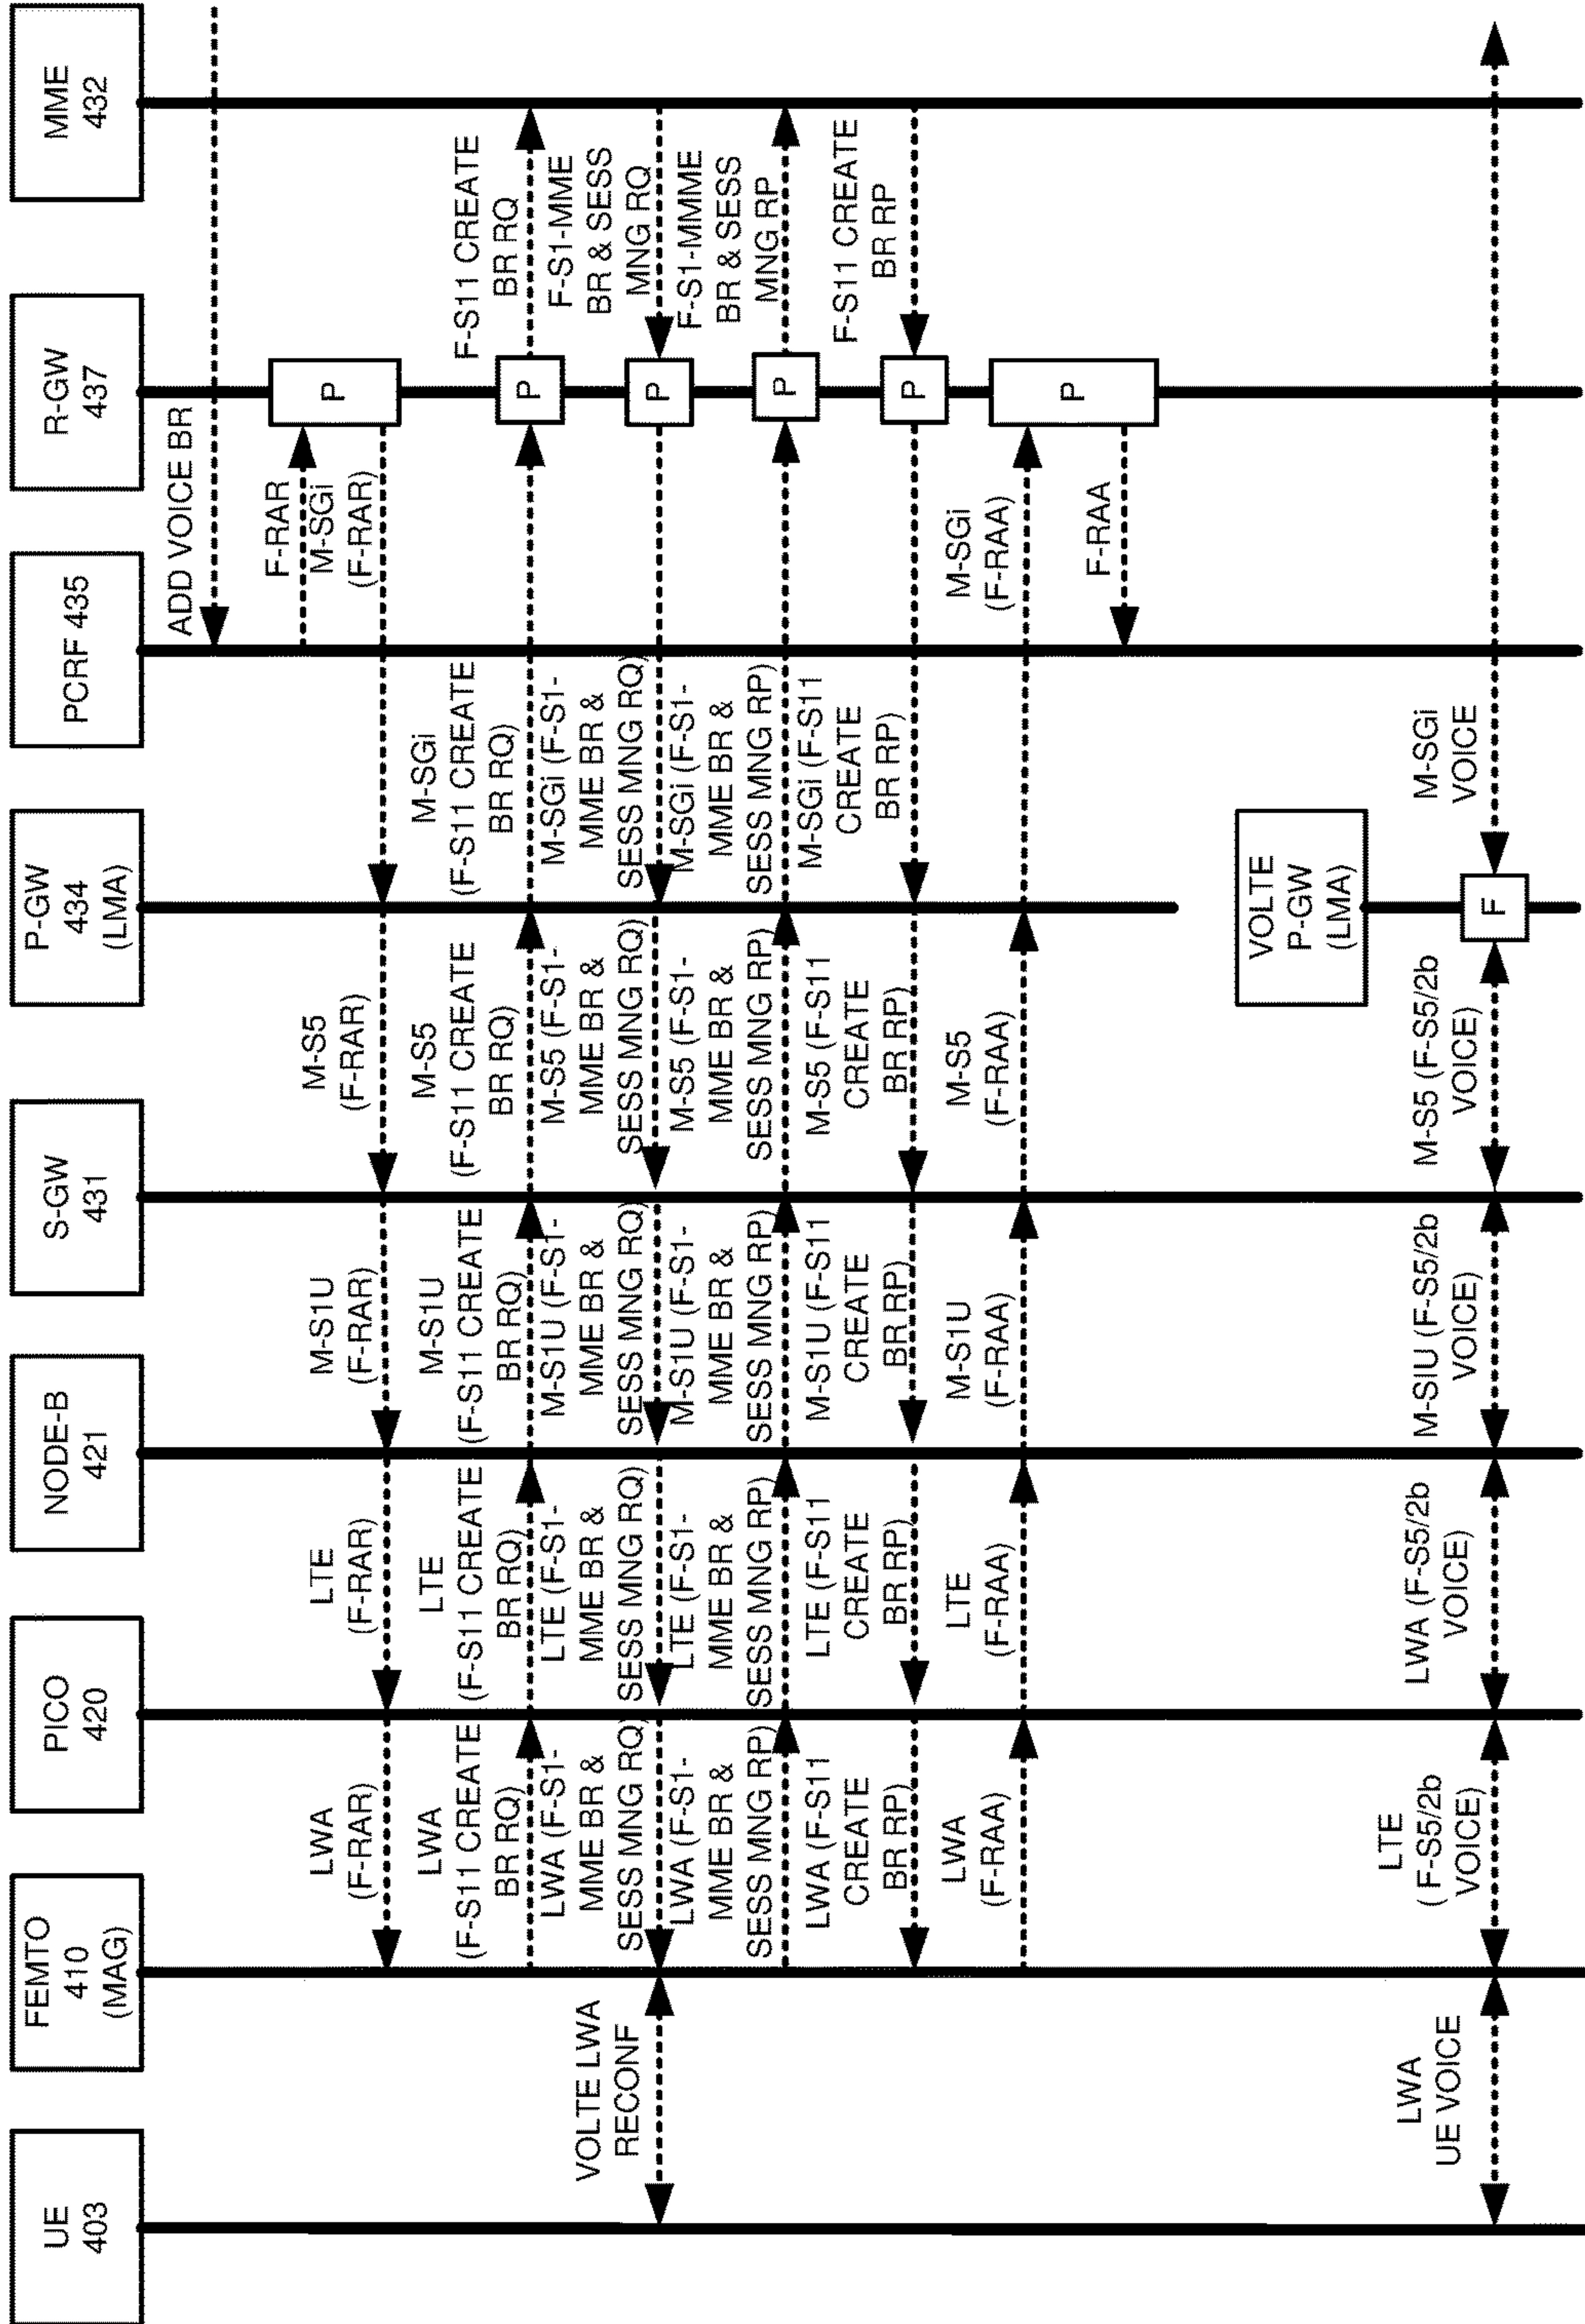 UE
403
FEMTO
410
(MAG)
PICO
420
NODE-B
421
S-GW
431
P-GW
434
(LMA)
PCRF 435
R-GW
437
MME
432
ADD VOICE BR
F-RAR
P
LWA
(F-RAR)
LTE
(F-RAR)
M-S1U
(F-RAR)
M-S5
(F-RAR)
M-SGi
(F-RAR)
LWA
(F-S11 CREATE
BR RQ)
LTE
(F-S11 CREATE
BR RQ)
M-S1U
(F-S11 CREATE
BR RQ)
M-S5
(F-S11 CREATE
BR RQ)
M-SGi
(F-S11 CREATE
BR RQ)
P
F-S11 CREATE
BR RQ
VOLTE LWA
RECONF
LWA (F-S1-
MME BR &
SESS MNG RQ)
LTE (F-S1-
MME BR &
SESS MNG RQ)
M-S1U (F-S1-
MME BR &
SESS MNG RQ)
M-S5 (F-S1-
MME BR &
SESS MNG RQ)
M-SGi (F-S1-
MME BR &
SESS MNG RQ)
P
F-S1-MME
BR & SESS
MNG RQ
LWA (F-S1-
MME BR &
SESS MNG RP)
LTE (F-S1-
MME BR &
SESS MNG RP)
M-S1U (F-S1-
MME BR &
SESS MNG RP)
M-S5 (F-S1-
MME BR &
SESS MNG RP)
M-SGi (F-S1-
MME BR &
SESS MNG RP)
P
F-S1-MMME
BR & SESS
MNG RP
LWA (F-S11
CREATE
BR RP)
LTE (F-S11
CREATE
BR RP)
M-S1U (F-S11
CREATE
BR RP)
M-S5 (F-S11
CREATE
BR RP)
M-SGi (F-S11
CREATE
BR RP)
P
F-S11 CREATE
BR RP
LWA
(F-RAA)
LTE
(F-RAA)
M-S1U
(F-RAA)
M-S5
(F-RAA)
M-SGi
(F-RAA)
P
F-RAA
VOLTE
P-GW
(LMA)
LWA
UE VOICE
LTE
( F-S5/2b
VOICE)
LWA (F-S5/2b
VOICE)
M-SIU (F-S5/2b
VOICE)
M-S5 (F-S5/2b
VOICE)
F
M-SGi
VOICE